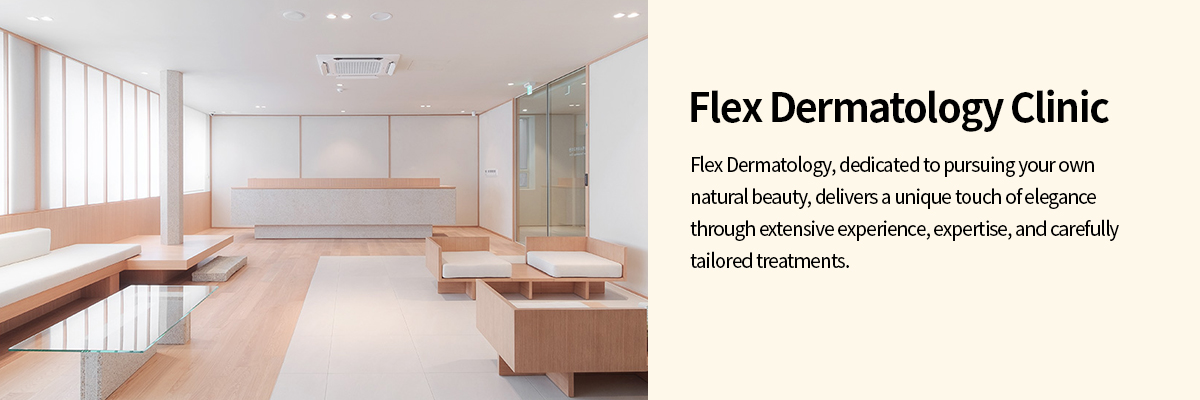 Flex Dermatology Clinic
Flex Dermatology, dedicated to pursuing your own
natural beauty, delivers a unique touch of elegance
through extensive experience, expertise, and carefully
tailored treatments.